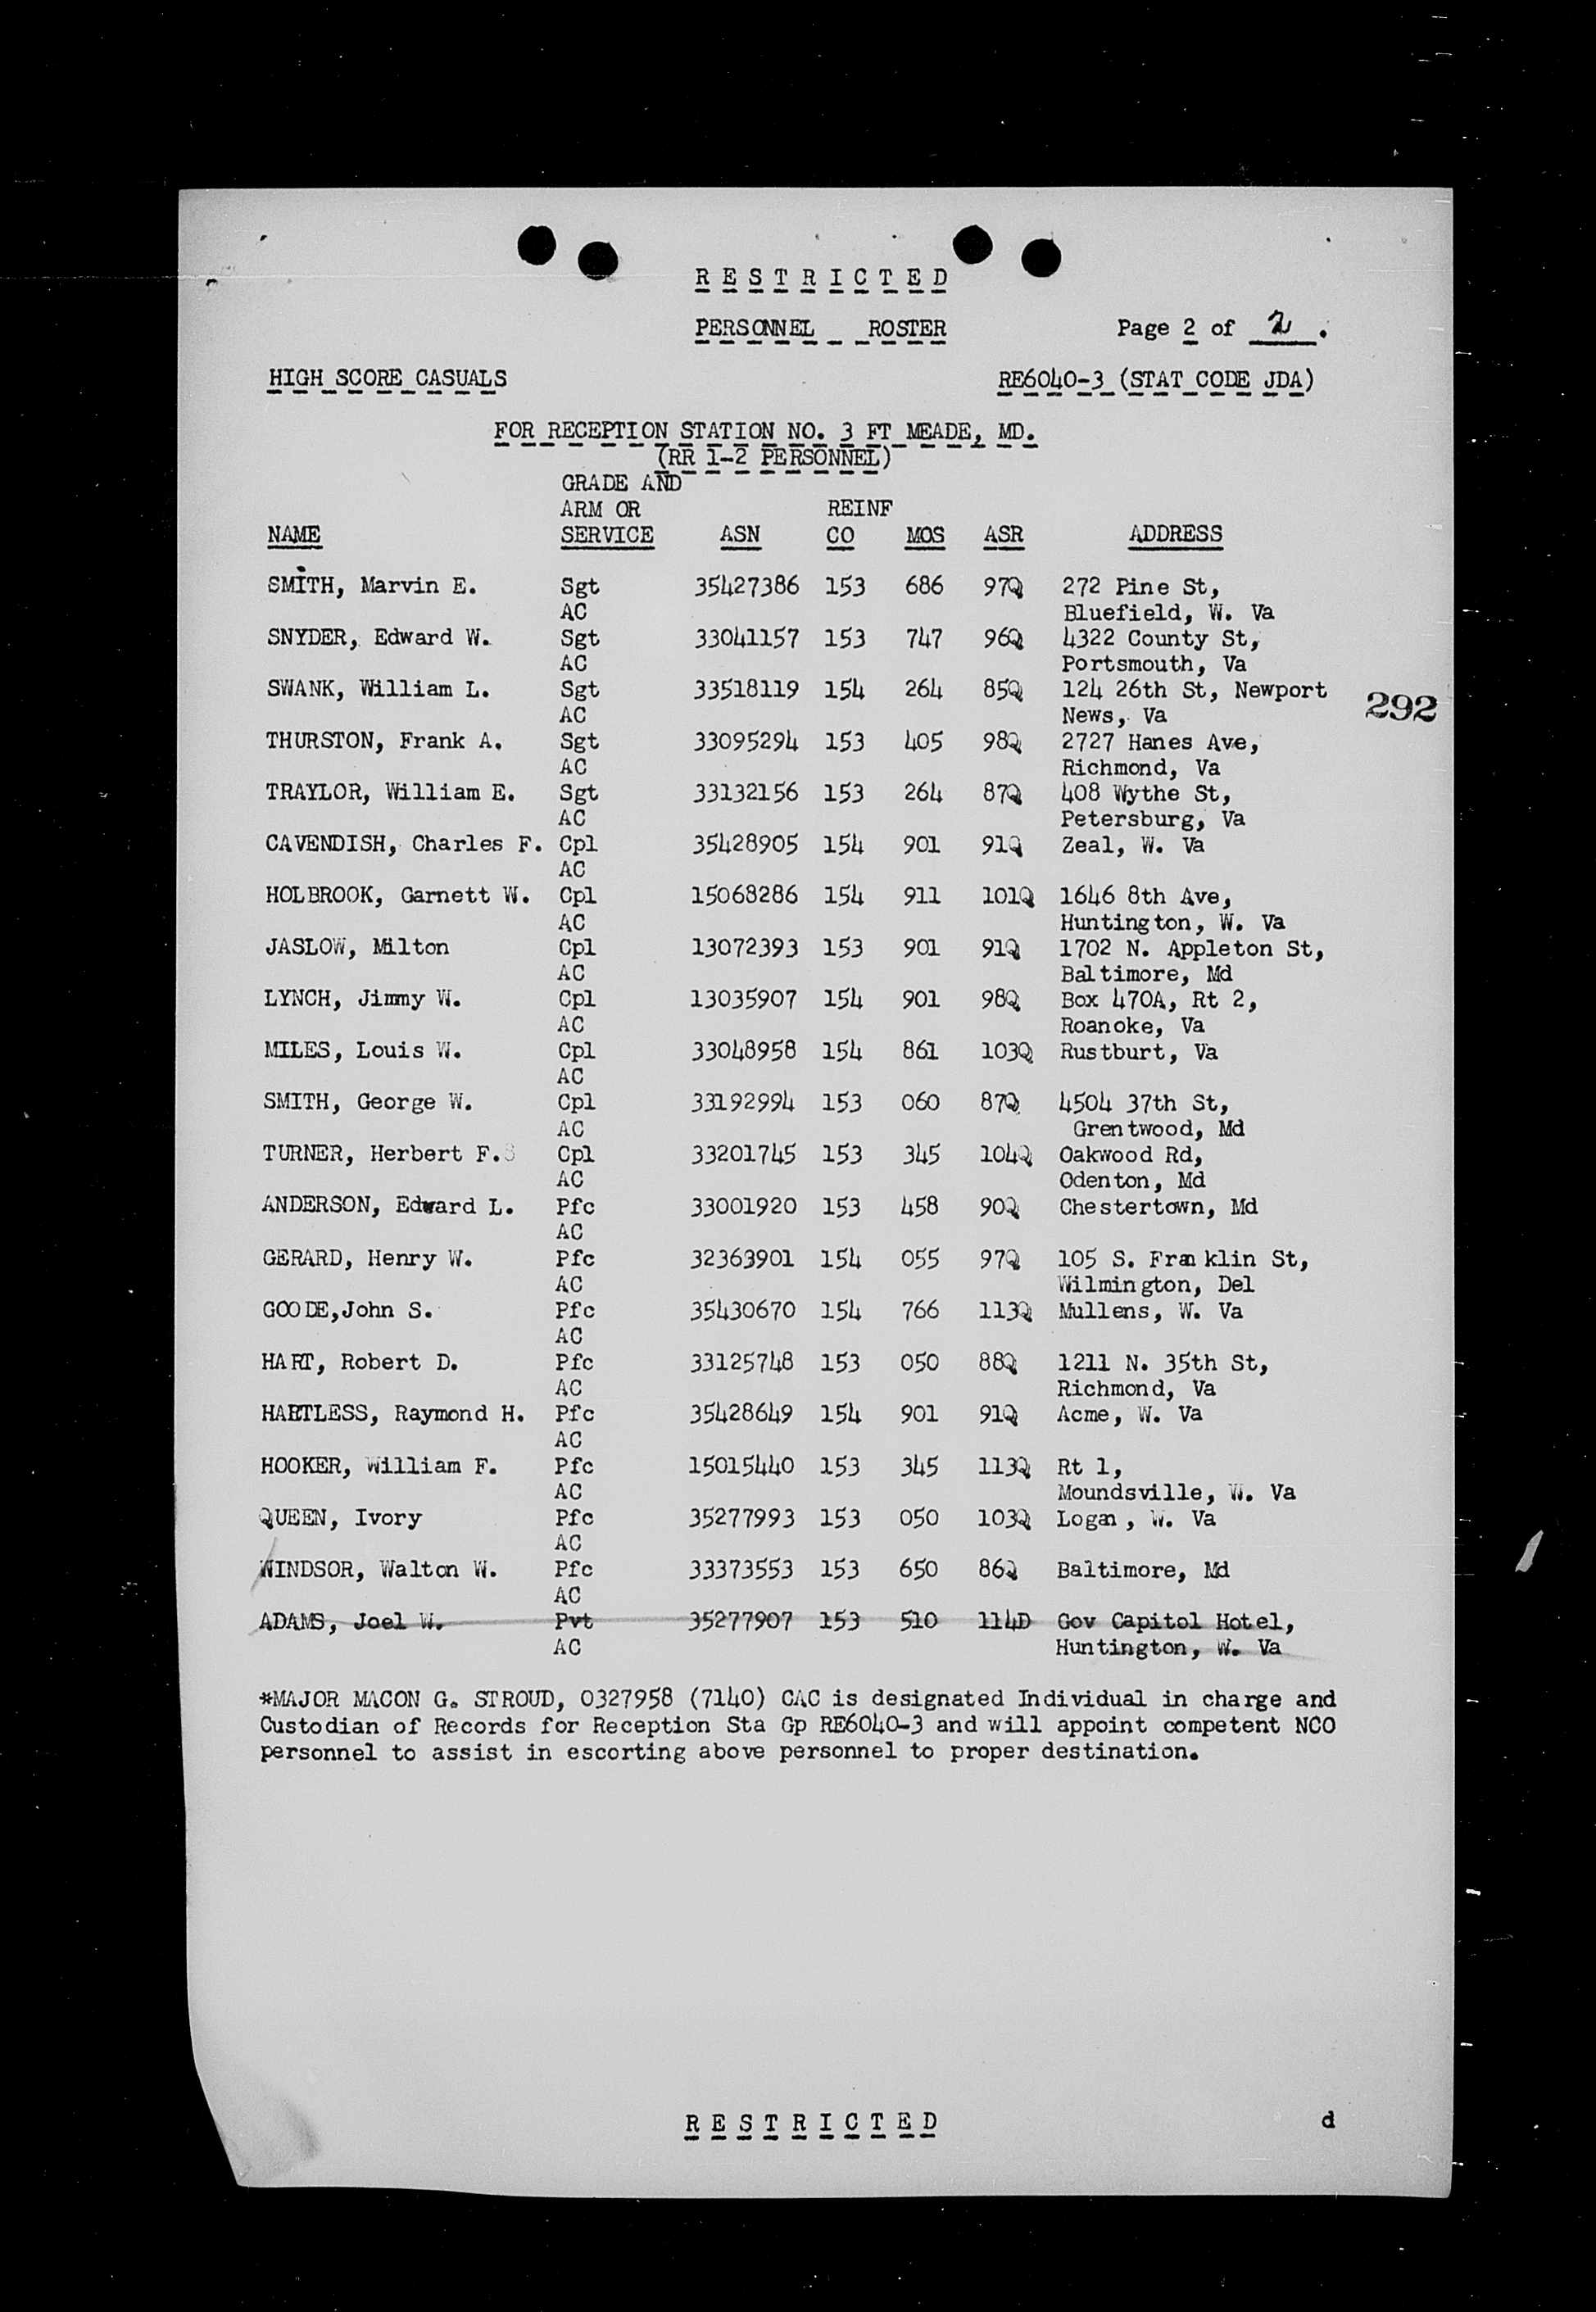 RESTRICTED
PERSONNEL ROSTER Page 2 of 2.
HIGH SCORE CASUALS RE6040-3 (STAT CODE JDA)
FOR RECEPTION STATION NO. 3 FT MEADE, MD.
(RR 1-2 PERSONNEL)
GRADE AND
ARM OR REINF
NAME SERVICE ASN CO MOS ASR ADDRESS
SMITH, Marvin E. Sgt 35427386 153 686 97Q 272 Pine St,
AC Bluefield, W. Va
SNYDER, Edward W. Sgt 33041157 153 747 96Q 4322 County St,
AC Portsmouth, Va
SWANK, William L. Sgt 33518119 154 264 85Q 124 26th St, Newport
292
AC News, Va
THURSTON, Frank A. Sgt 33095294 153 405 98Q 2727 Hanes Ave,
AC Richmond, Va
TRAYLOR, William E. Sgt 33132156 153 264 87Q 408 Wythe St,
AC Petersburg, Va
CAVENDISH, Charles F. Cpl 35428905 154 901 91Q Zeal, W. Va
AC
HOLBROOK, Garnett W. Cpl 15068286 154 911 101Q 1646 8th Ave,
AC Huntington, W. Va
JASLOW, Milton Cpl 13072393 153 901 91Q 1702 N. Appleton St,
AC Baltimore, Md
LYNCH, Jimmy W. Cpl 13035907 154 901 98Q Box 470A, Rt 2,
AC Roanoke, Va
MILES, Louis W. Cpl 33048958 154 861 103Q Rustburt, Va
AC
SMITH, George W. Cpl 33192994 153 060 87Q 4504 37th St,
AC Grentwood, Md
TURNER, Herbert F. Cpl 33201745 153 345 104Q Oakwood Rd,
AC Odenton, Md
ANDERSON, Edward L. Pfc 33001920 153 458 90Q Chestertown, Md
AC
GERARD, Henry W. Pfc 32363901 154 055 97Q 105 S. Franklin St,
AC Wilmington, Del
GOODE,John S. Pfc 35430670 154 766 113Q Mullens, W. Va
AC
HART, Robert D. Pfc 33125748 153 050 88Q 1211 N. 35th St,
AC Richmond, Va
HARTLESS, Raymond H. Pfc 35428649 154 901 91Q Acme, W. Va
AC
HOOKER, William F. Pfc 15015440 153 345 113Q Rt 1,
AC Moundsville, W. Va
QUEEN, Ivory Pfc 35277993 153 050 103Q Logan, W. Va
AC
WINDSOR, Walton W. Pfc 33373553 153 650 86Q Baltimore, Md
AC
ADAMS, Joel W. Pvt 35277907 153 510 114D Gov Capitol Hotel,
AC Huntington, W. Va
*MAJOR MACON G. STROUD, O327958 (7140) CAC is designated Individual in charge and
Custodian of Records for Reception Sta Gp RE6040-3 and will appoint competent NCO
personnel to assist in escorting above personnel to proper destination.
RESTRICTED d